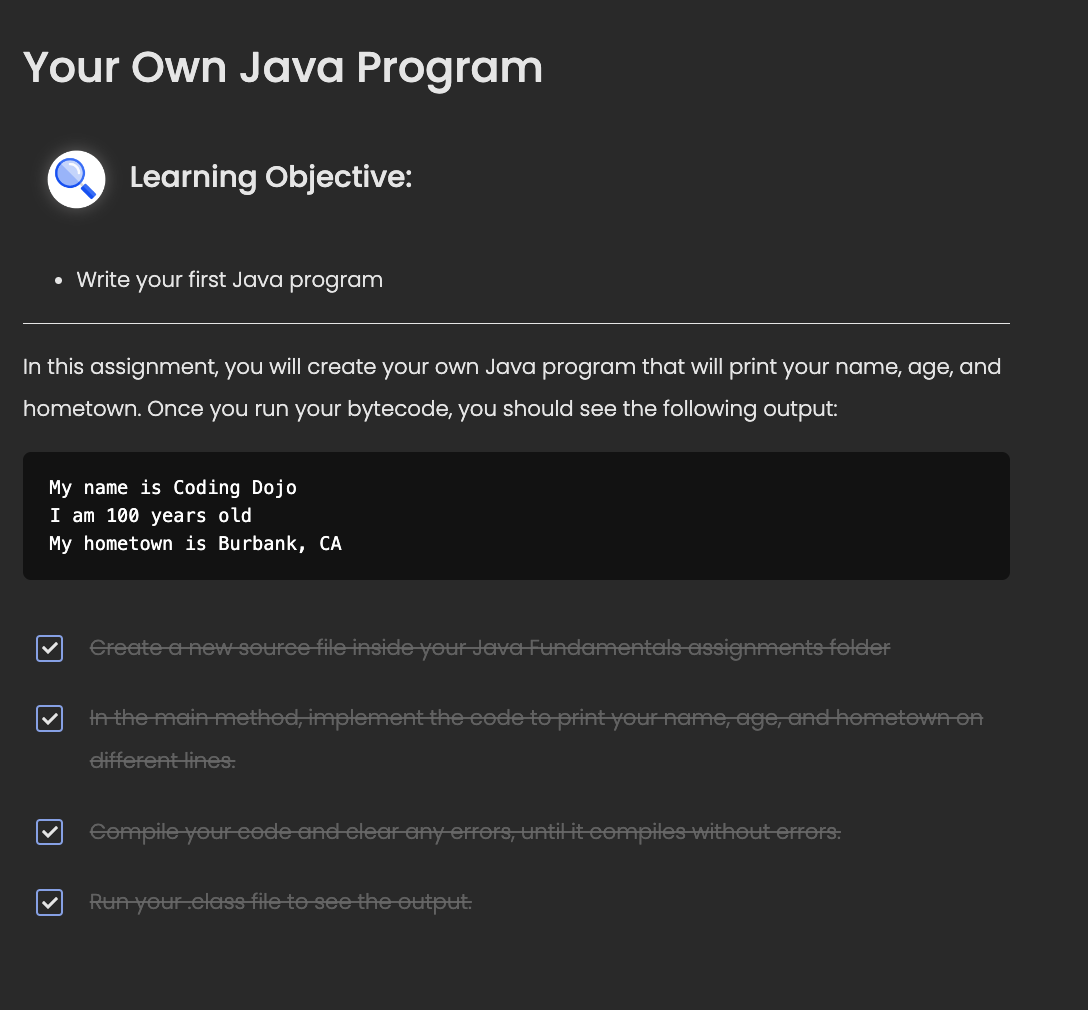 Your Own Java Program
Learning Objective:
Write your first Java program
In this assignment, you will create your own Java program that will print your name, age, and
hometown. Once you run your bytecode, you should see the following output:
My name is Coding Dojo
I am 100 years old
My hometown is Burbank, CA
Create a new source file inside your Java Fundamentals assignments folder
In the main method, implement the code to print your name, age, and hometown on
different lines.
Compile your code and clear any errors, until it compiles without errors.
Run your .class file to see the output.